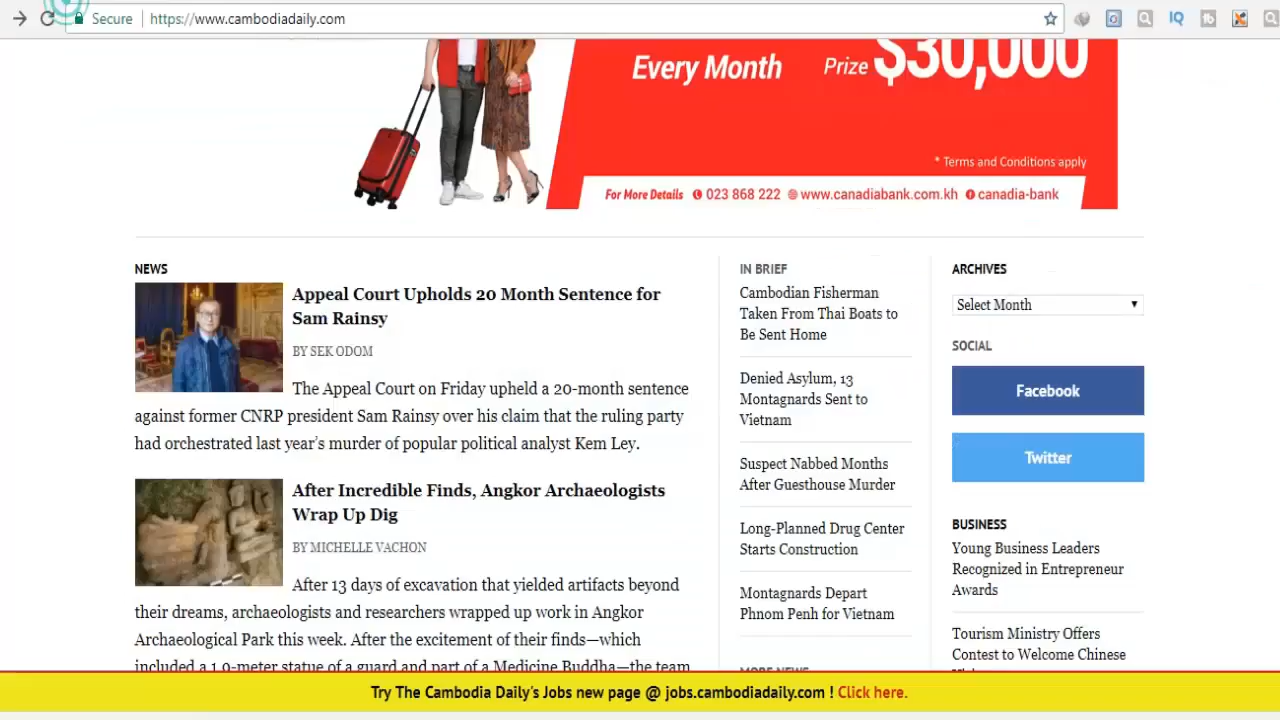 Secure
https://www.cambodiadaily.com
Every Month
Prize $30,000
* Terms and Conditions apply
For More Details 023 868 222 www.canadiabank.com.kh canadia-bank
NEWS
Appeal Court Upholds 20 Month Sentence for
Sam Rainsy
BY SEK ODOM
The Appeal Court on Friday upheld a 20-month sentence
against former CNRP president Sam Rainsy over his claim that the ruling party
had orchestrated last year's murder of popular political analyst Kem Ley.
After Incredible Finds, Angkor Archaeologists
Wrap Up Dig
BY MICHELLE VACHON
After 13 days of excavation that yielded artifacts beyond
their dreams, archaeologists and researchers wrapped up work in Angkor
Archaeological Park this week. After the excitement of their finds—which
included a 1.9-meter statue of a guard and part of a Medicine Buddha—the team
IN BRIEF
Cambodian Fisherman
Taken From Thai Boats to
Be Sent Home
Denied Asylum, 13
Montagnards Sent to
Vietnam
Suspect Nabbed Months
After Guesthouse Murder
Long-Planned Drug Center
Starts Construction
Montagnards Depart
Phnom Penh for Vietnam
MORE NEWS
ARCHIVES
Select Month
SOCIAL
Facebook
Twitter
BUSINESS
Young Business Leaders
Recognized in Entrepreneur
Awards
Tourism Ministry Offers
Contest to Welcome Chinese
Try The Cambodia Daily's Jobs new page @ jobs.cambodiadaily.com ! Click here.